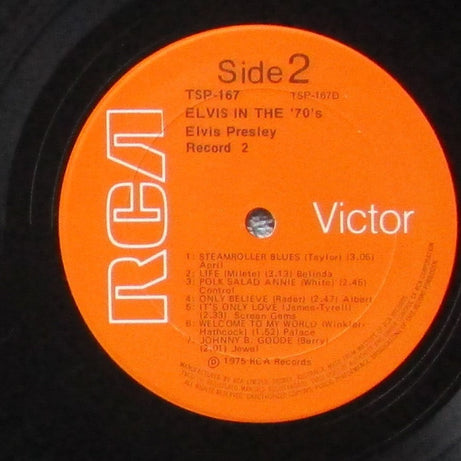 Side 2
TSP-167 TSP-167D
ELVIS IN THE '70's
Elvis Presley
Record 2
RCA
Victor
1: STEAMROLLER BLUES (Taylor) (3.05)
April
2: LIFE (Milete) (3.13) Belinda
3: POLK SALAD ANNIE (White) (2.45)
Control
4: ONLY BELIEVE (Rader) (2.47) Albert
5: IT'S ONLY LOVE (James-Tyrell)
(2.33) Screen Gems
6: WELCOME TO MY WORLD (Winkler-
Hathcock) (1.52) Palace
7: JOHNNY B. GOODE (Berry)
(2.01) Jewel
℗ 1975 RCA Records